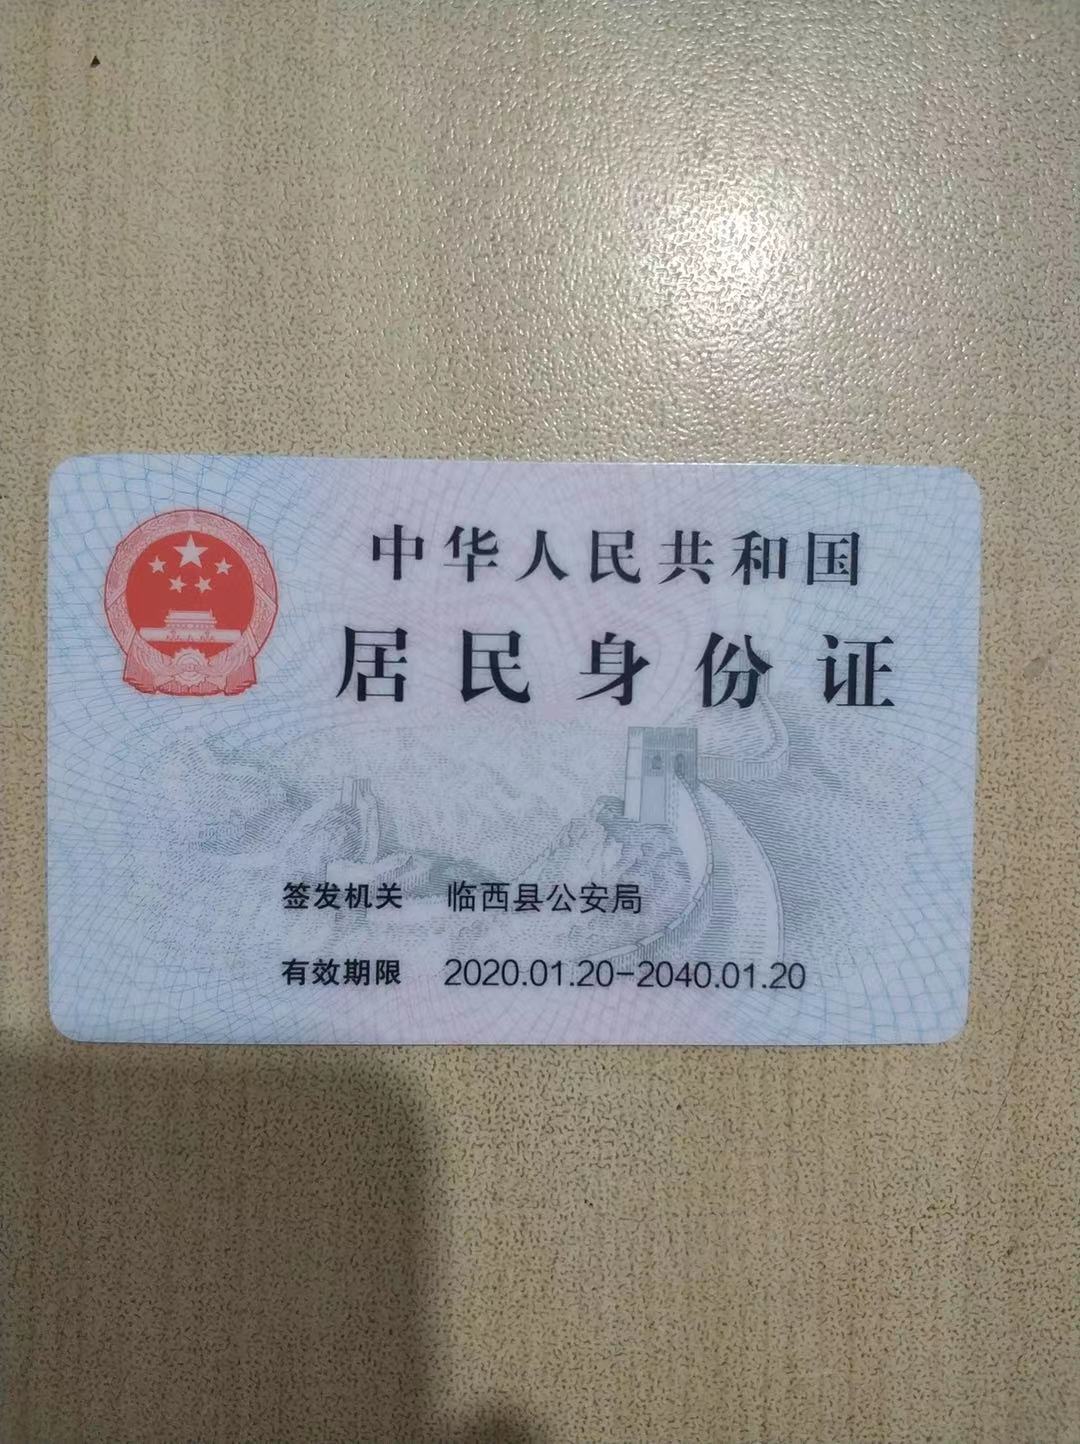 中华人民共和国
居民身份证
签发机关 临西县公安局
有效期限 2020.01.20-2040.01.20